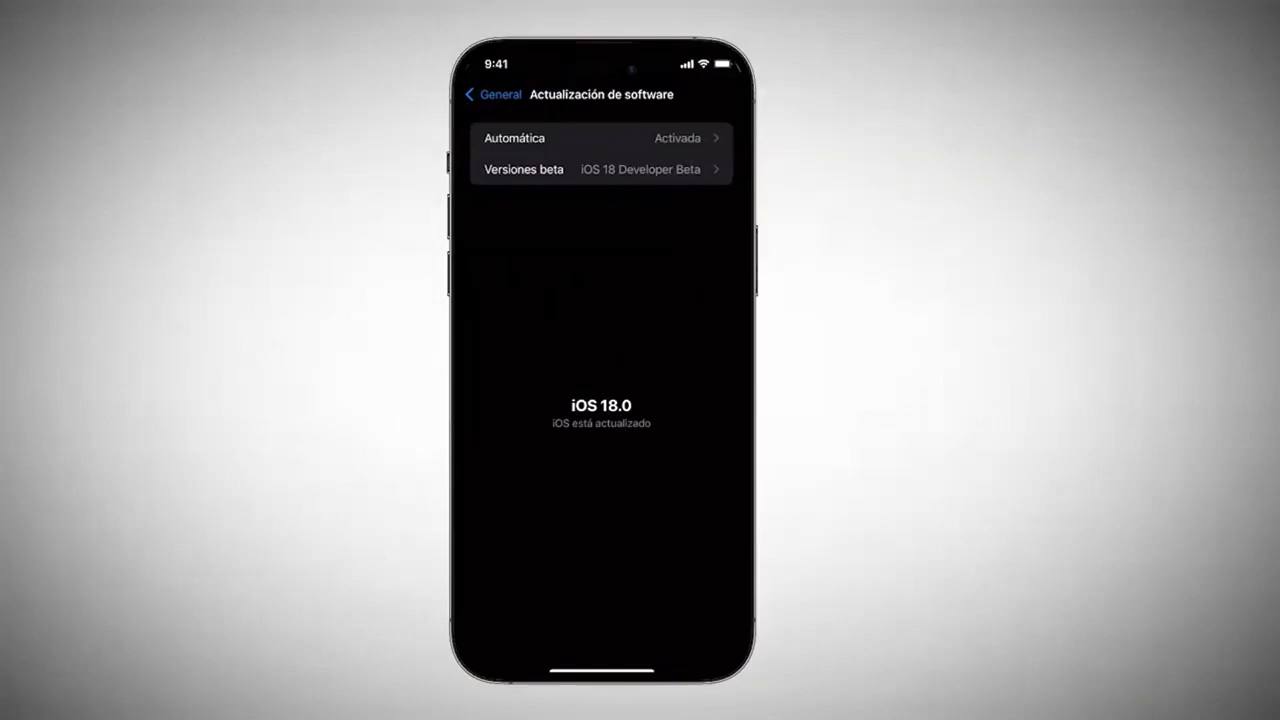 9:41
General Actualización de software
Automática Activada
Versiones beta iOS 18 Developer Beta
iOS 18.0
iOS está actualizado